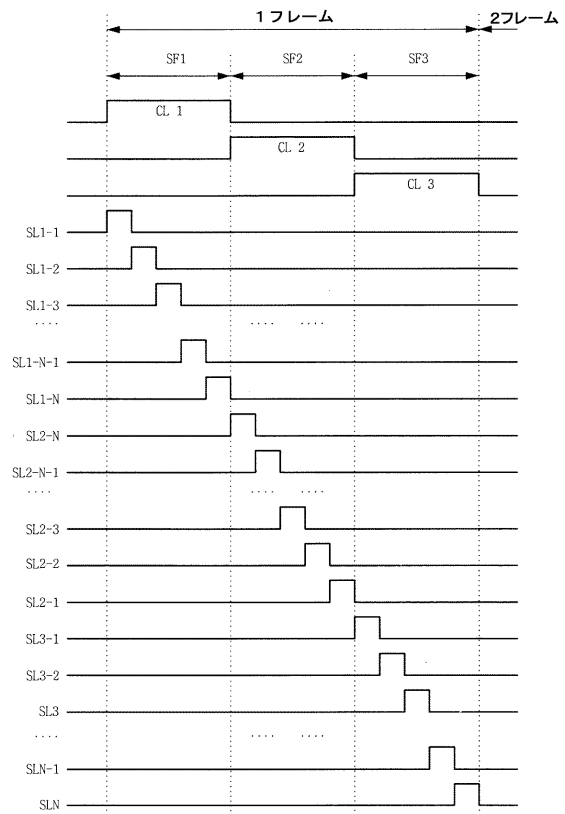 1フレーム 2フレーム
SF1 SF2 SF3
CL 1
CL 2
CL 3
SL1-1
SL1-2
SL1-3
···· ···· ····
SL1-N-1
SL1-N
SL2-N
SL2-N-1
···· ···· ····
SL2-3
SL2-2
SL2-1
SL3-1
SL3-2
SL3
···· ···· ····
SLN-1
SLN